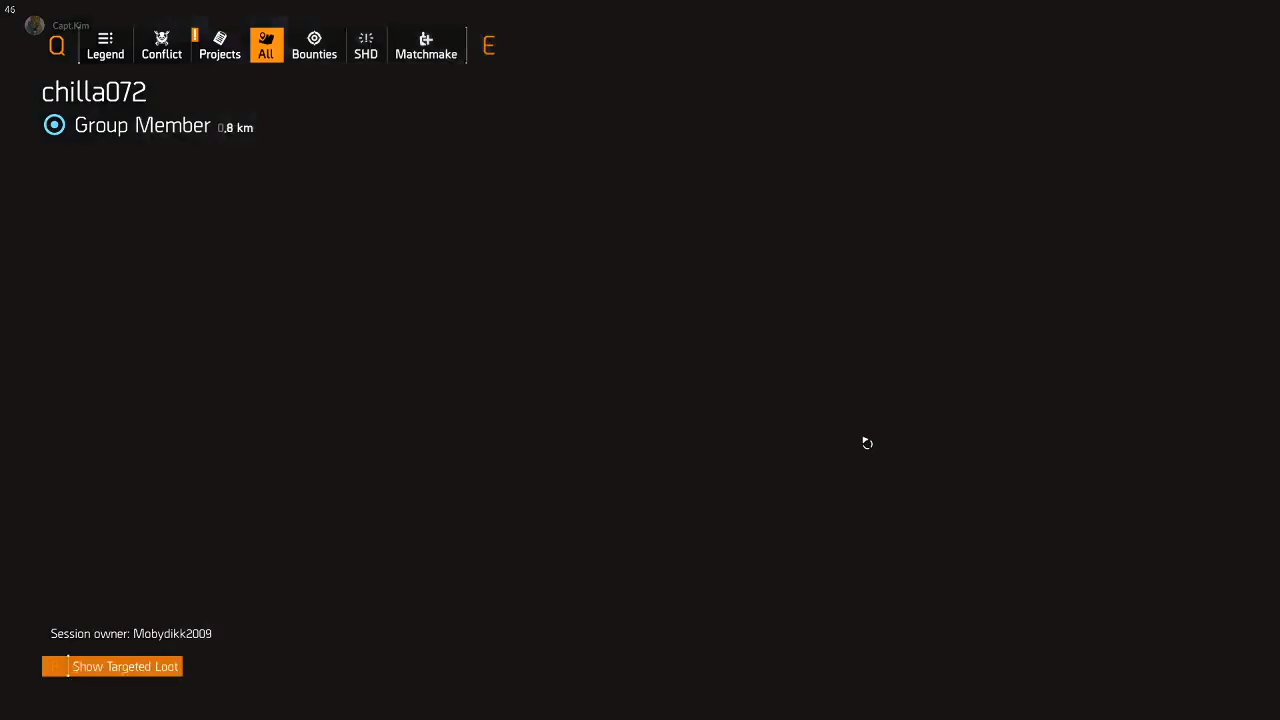 46
Capt.Kim
Q Legend Conflict Projects All Bounties SHD Matchmake E
chilla072
Group Member 0,8 km
Session owner: Mobydikk2009
Show Targeted Loot